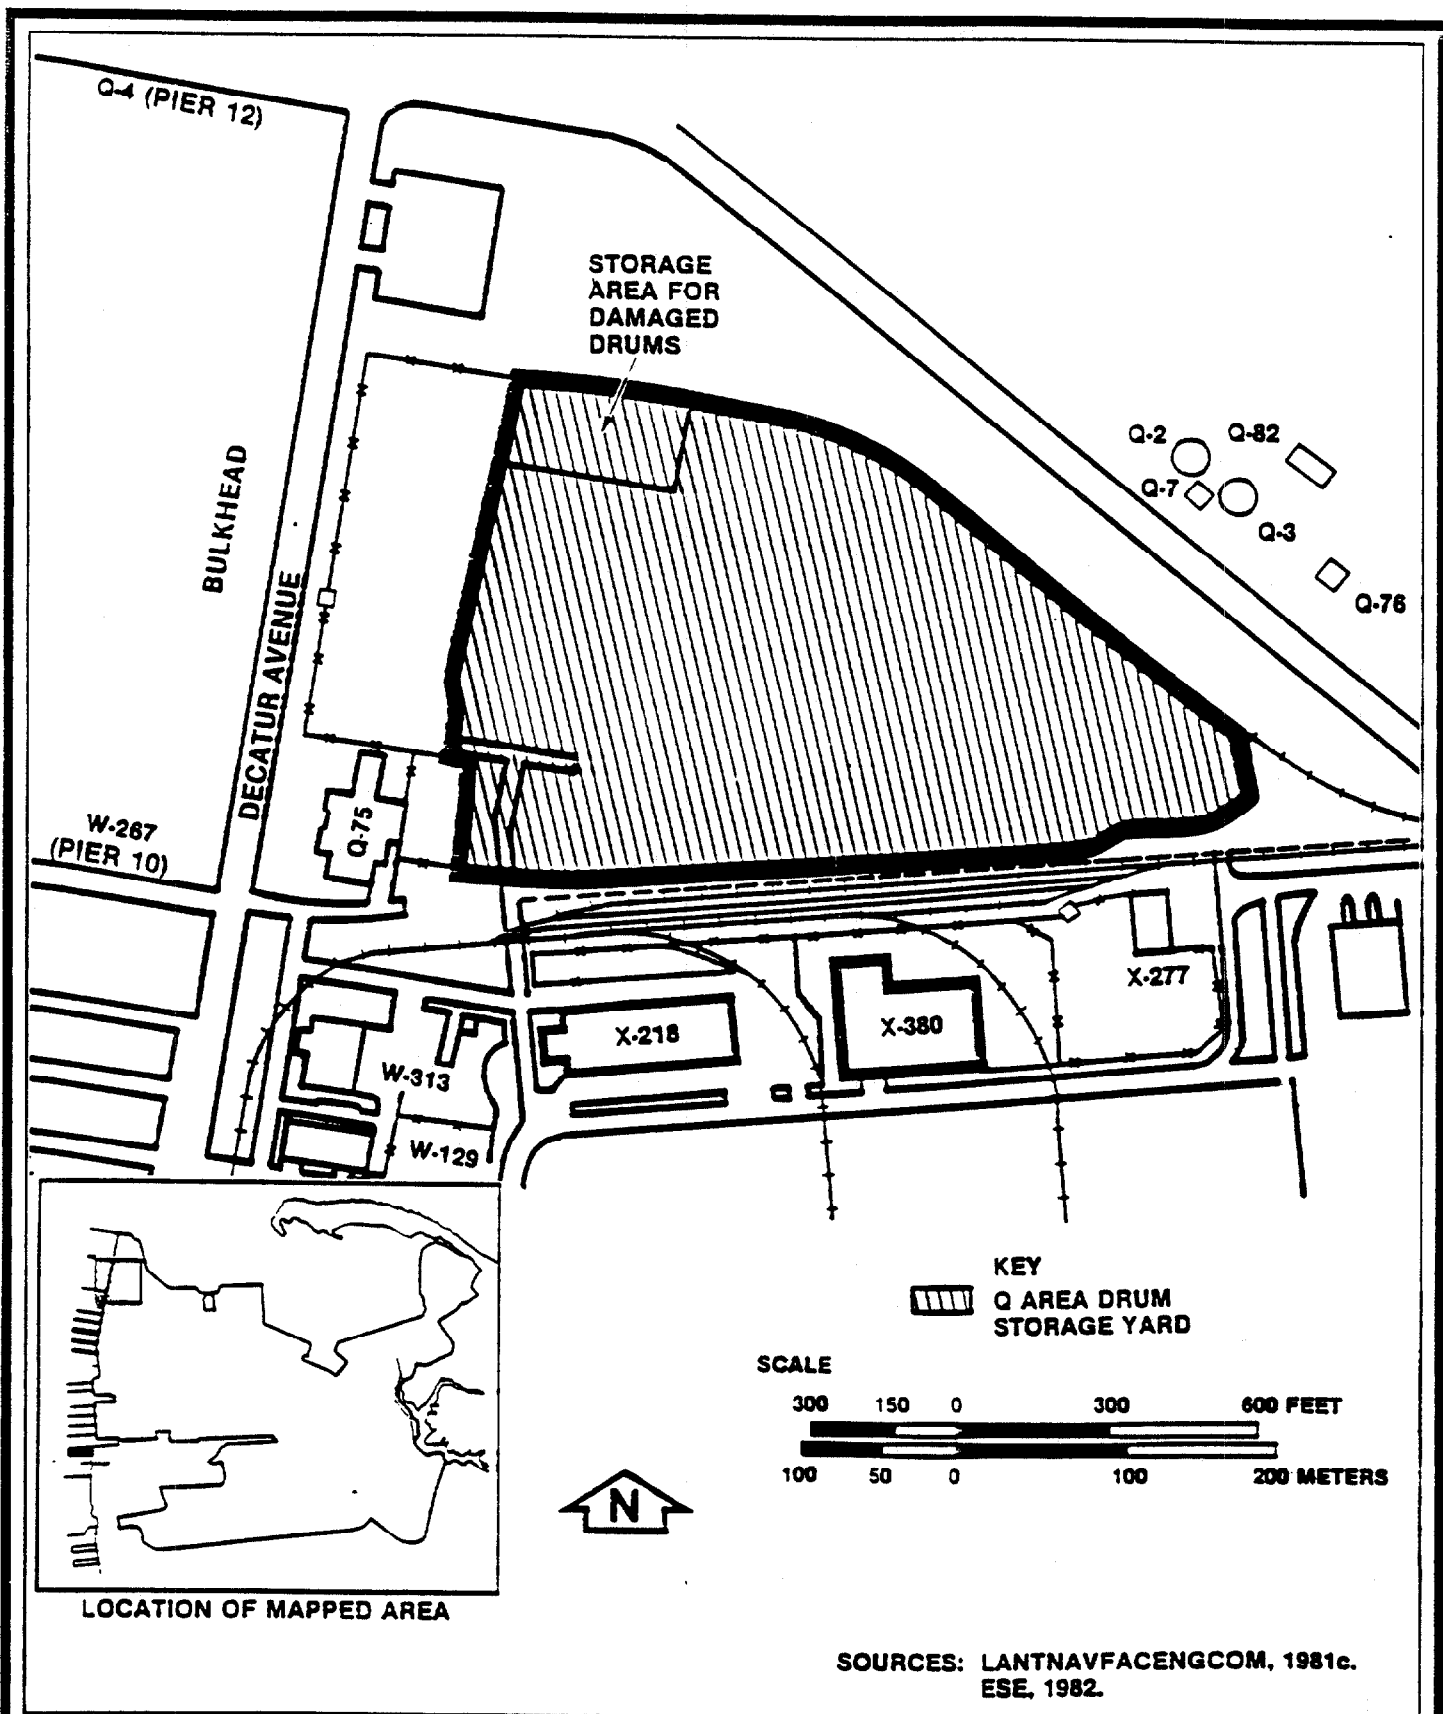 Q-4 (PIER 12)
STORAGE
AREA FOR
DAMAGED
DRUMS
Q-2
Q-82
Q-7
Q-3
Q-76
BULKHEAD
DECATUR AVENUE
Q-75
W-267
(PIER 10)
X-277
X-218
X-380
W-313
W-129
KEY
Q AREA DRUM
STORAGE YARD
SCALE
300 150 0 300 600 FEET
100 50 0 100 200 METERS
N
LOCATION OF MAPPED AREA
SOURCES: LANTNAVFACENGCOM, 1981c.
ESE, 1982.